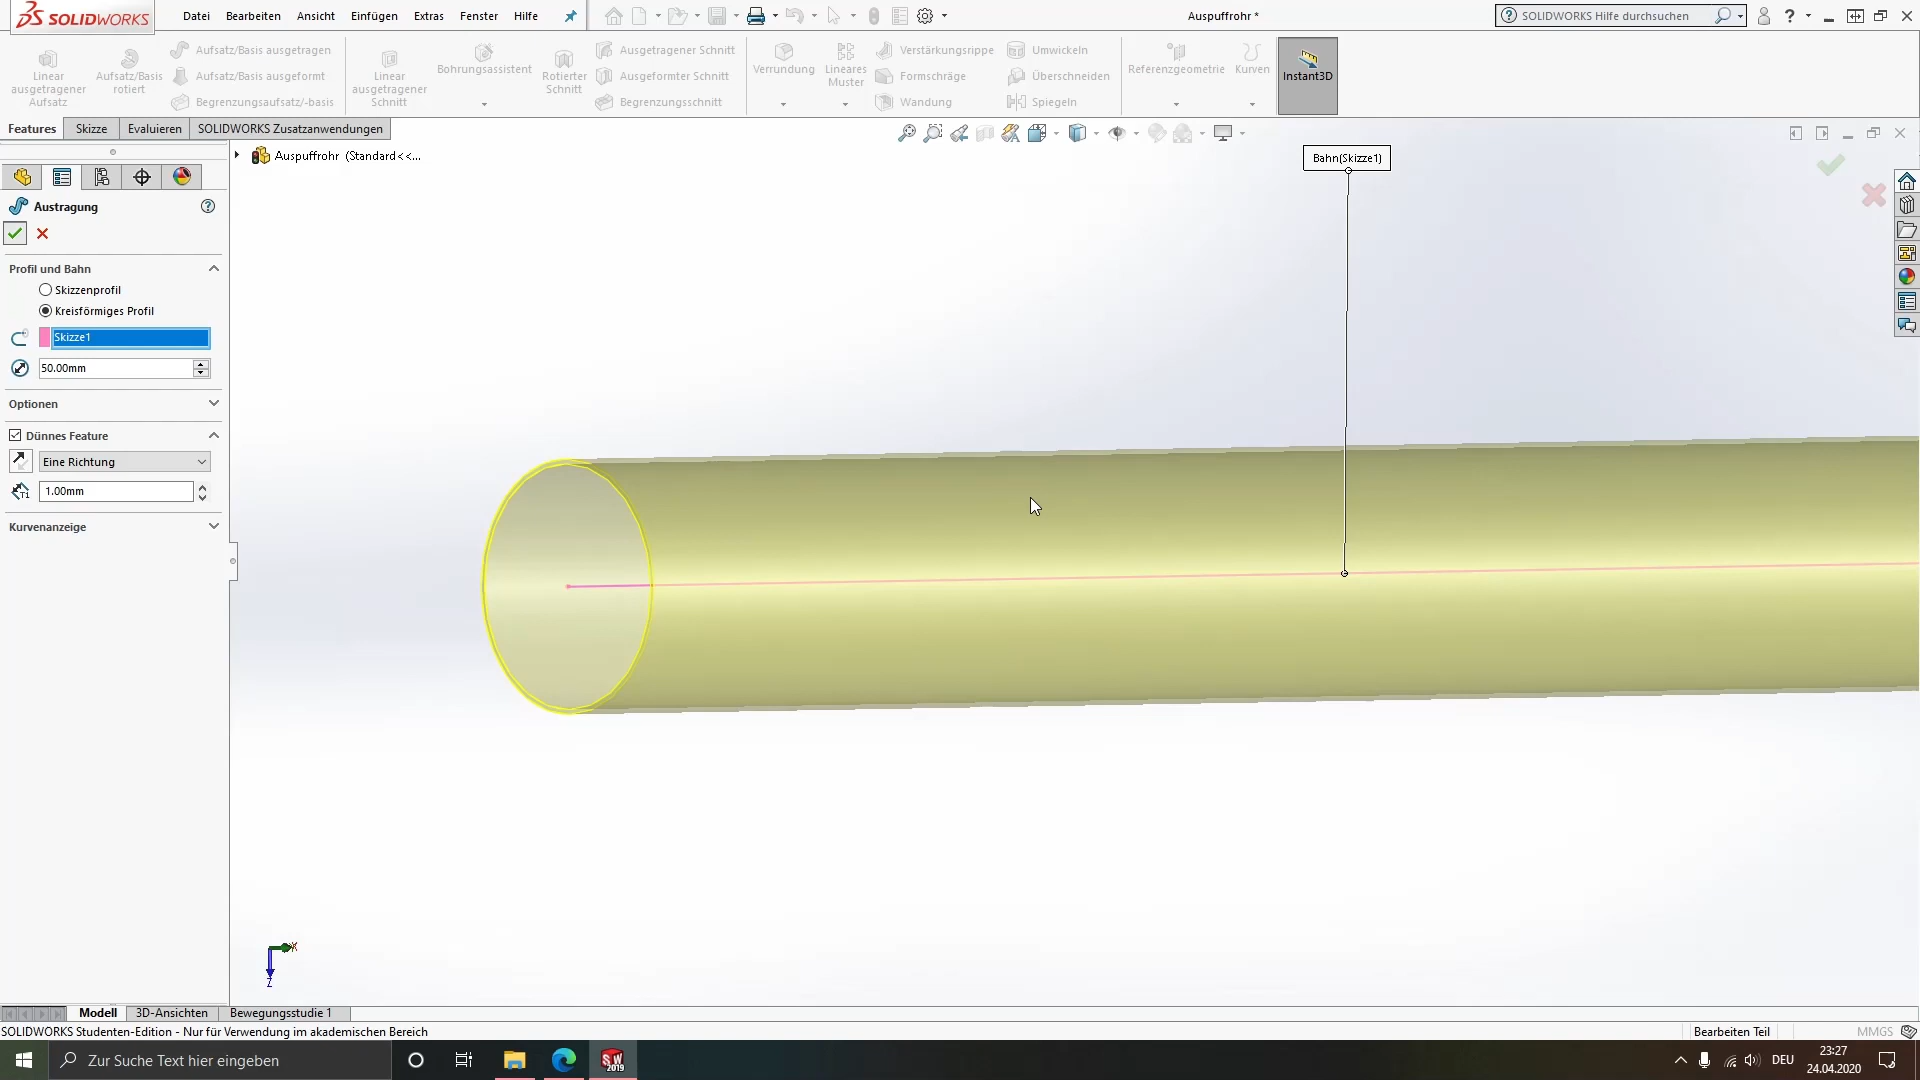 SOLIDWORKS
Datei
Bearbeiten
Ansicht
Einfügen
Extras
Fenster
Hilfe
Auspuffrohr *
SOLIDWORKS Hilfe durchsuchen
Linear
ausgetragener
Aufsatz
Aufsatz/Basis
rotiert
Aufsatz/Basis ausgetragen
Aufsatz/Basis ausgeformt
Begrenzungsaufsatz/-basis
Linear
ausgetragener
Schnitt
Bohrungsassistent
Rotierter
Schnitt
Ausgetragener Schnitt
Ausgeformter Schnitt
Begrenzungsschnitt
Verrundung
Lineares
Muster
Verstärkungsrippe
Formschräge
Wandung
Umwickeln
Überschneiden
Spiegeln
Referenzgeometrie
Kurven
Instant3D
Features
Skizze
Evaluieren
SOLIDWORKS Zusatzanwendungen
Auspuffrohr (Standard<<...
Austragung
Profil und Bahn
Skizzenprofil
Kreisförmiges Profil
Skizze1
50.00mm
Optionen
Dünnes Feature
Eine Richtung
T1
1.00mm
Kurvenanzeige
Bahn(Skizze1)
X
Z
Modell
3D-Ansichten
Bewegungsstudie 1
SOLIDWORKS Studenten-Edition - Nur für Verwendung im akademischen Bereich
Bearbeiten Teil
MMGS
Zur Suche Text hier eingeben
SW
2019
DEU
23:27
24.04.2020